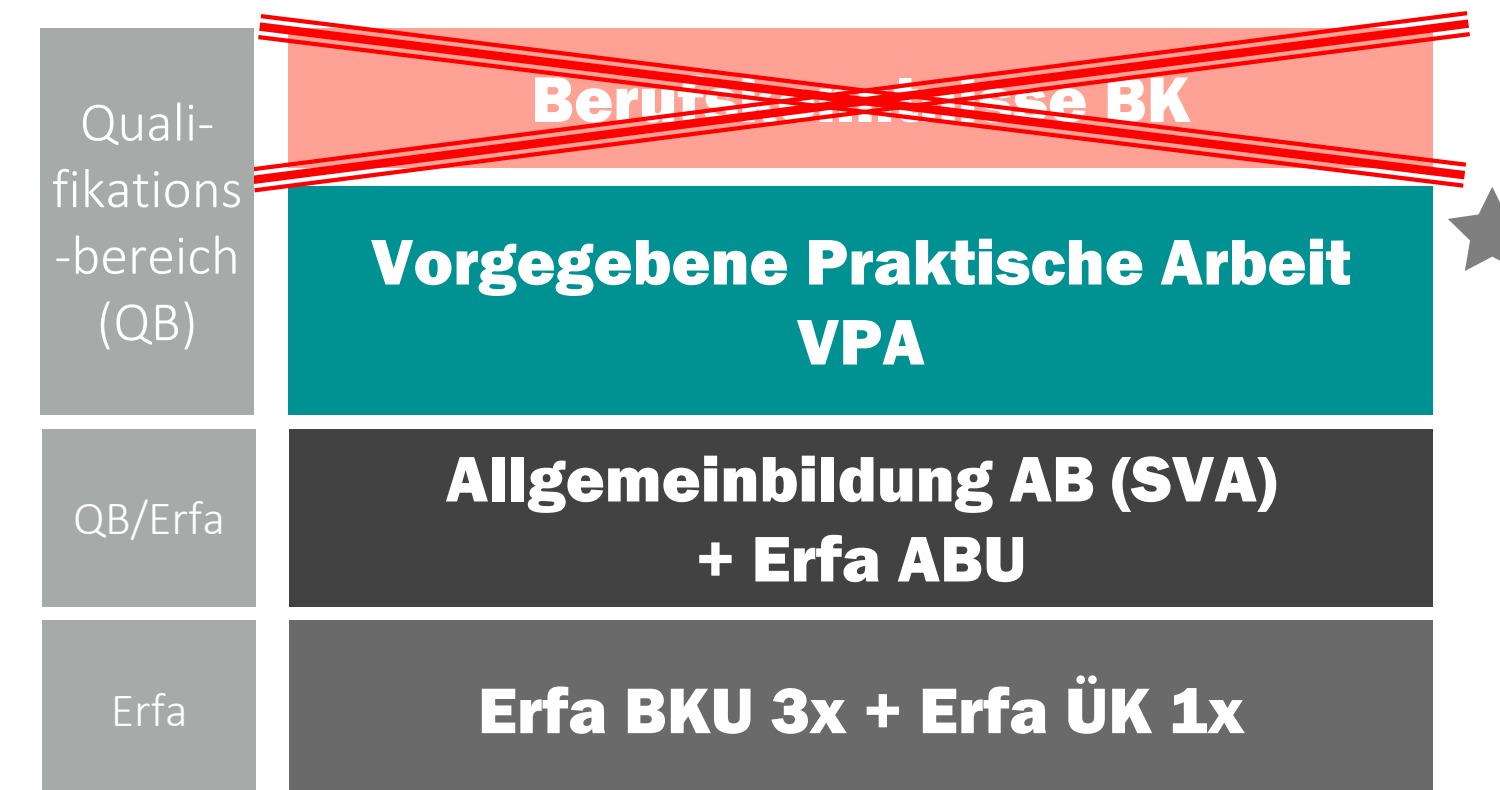 Quali-
fikations
-bereich
(QB)
Berufskenntnisse BK
Vorgegebene Praktische Arbeit
VPA
QB/Erfa
Allgemeinbildung AB (SVA)
+ Erfa ABU
Erfa
Erfa BKU 3x + Erfa ÜK 1x